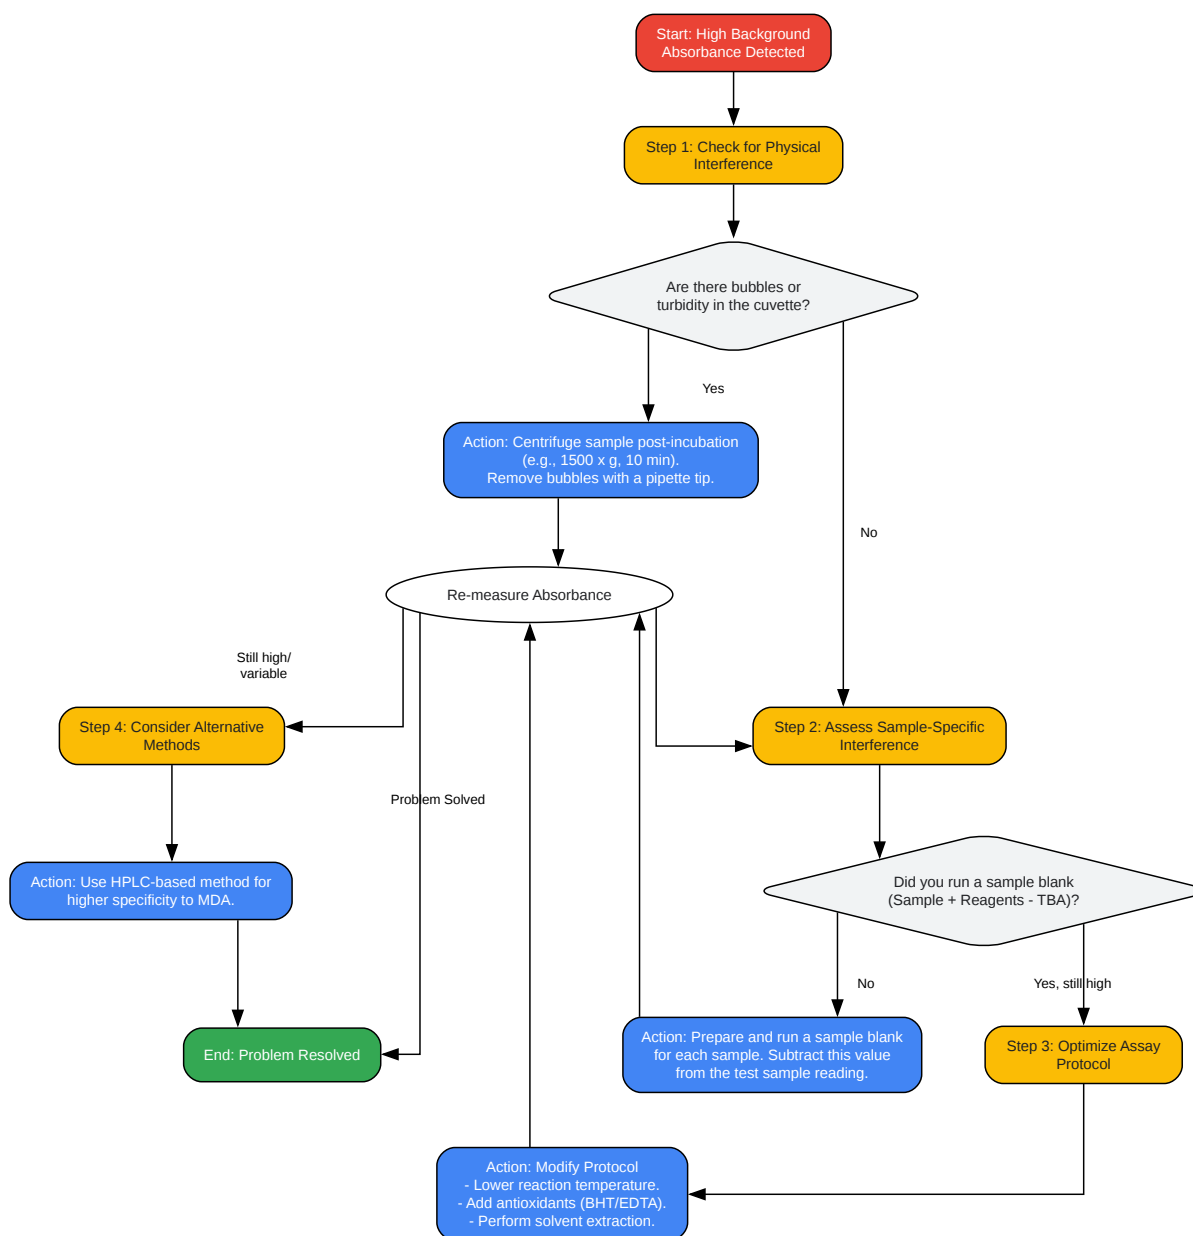 Start: High Background
Absorbance Detected
Step 1: Check for Physical
Interference
Are there bubbles or
turbidity in the cuvette?
Yes
Action: Centrifuge sample post-incubation
(e.g., 1500 x g, 10 min).
Remove bubbles with a pipette tip.
No
Re-measure Absorbance
Still high/
variable
Step 4: Consider Alternative
Methods
Step 2: Assess Sample-Specific
Interference
Problem Solved
Action: Use HPLC-based method for
higher specificity to MDA.
Did you run a sample blank
(Sample + Reagents - TBA)?
No
Yes, still high
End: Problem Resolved
Action: Prepare and run a sample blank
for each sample. Subtract this value
from the test sample reading.
Step 3: Optimize Assay
Protocol
Action: Modify Protocol
- Lower reaction temperature.
- Add antioxidants (BHT/EDTA).
- Perform solvent extraction.